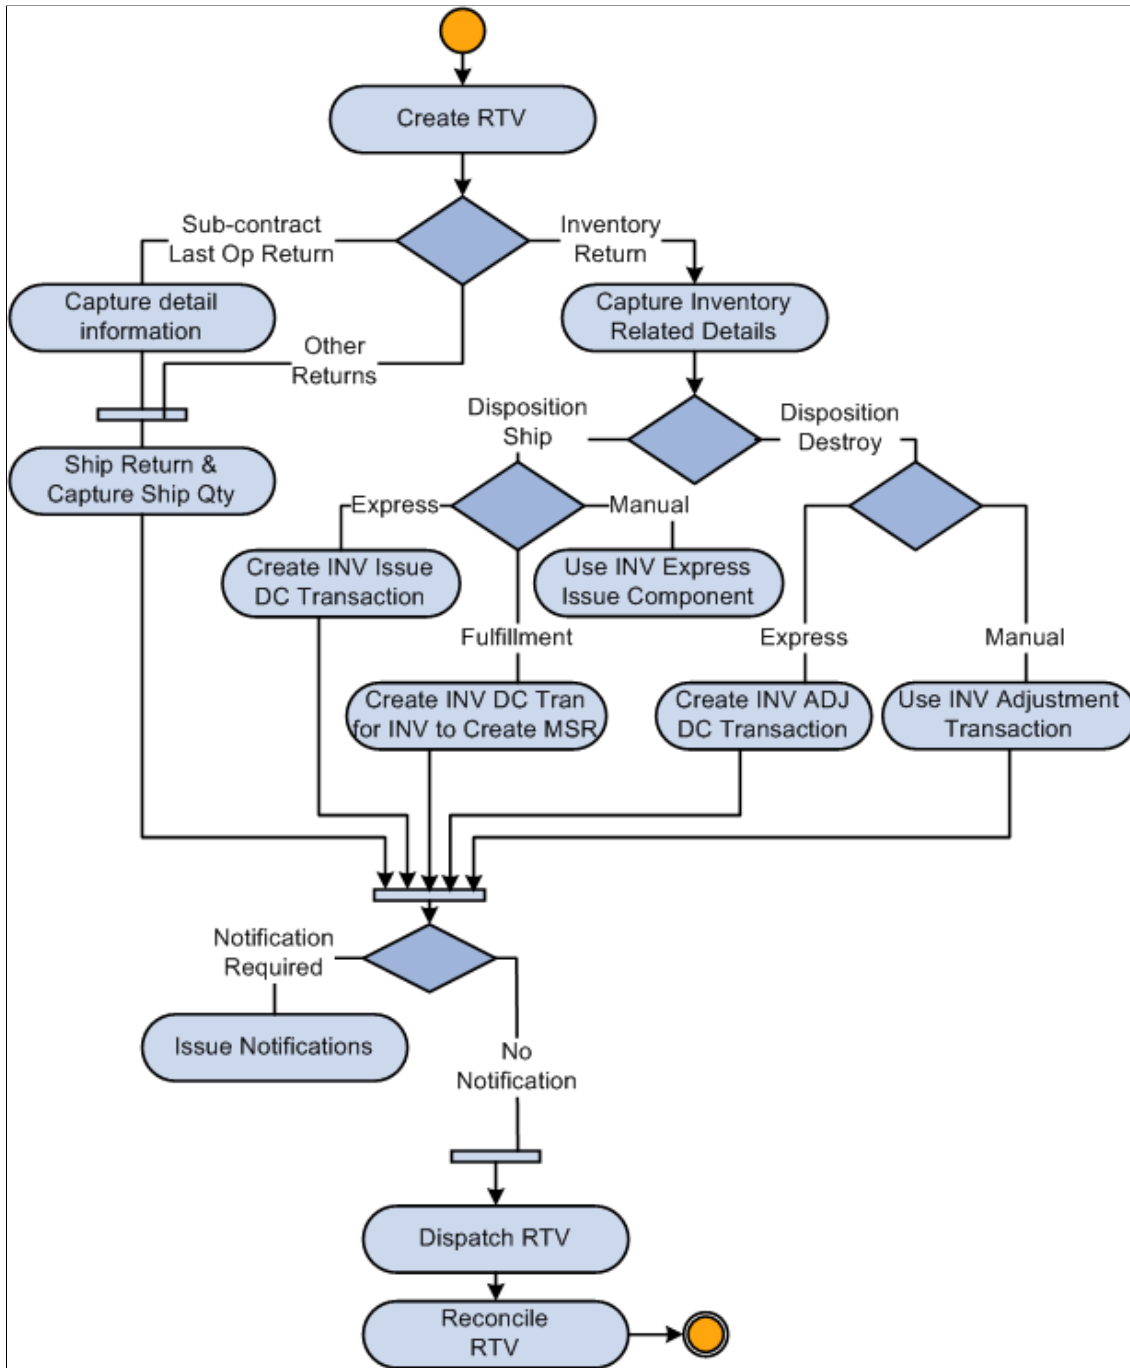 Create RTV
Sub-contract
Last Op Return
Inventory
Return
Capture detail
information
Capture Inventory
Related Details
Other
Returns
Disposition
Ship
Disposition
Destroy
Ship Return &
Capture Ship Qty
Express
Manual
Create INV Issue
DC Transaction
Use INV Express
Issue Component
Fulfillment
Express
Manual
Create INV DC Tran
for INV to Create MSR
Create INV ADJ
DC Transaction
Use INV Adjustment
Transaction
Notification
Required
Issue Notifications
No
Notification
Dispatch RTV
Reconcile
RTV